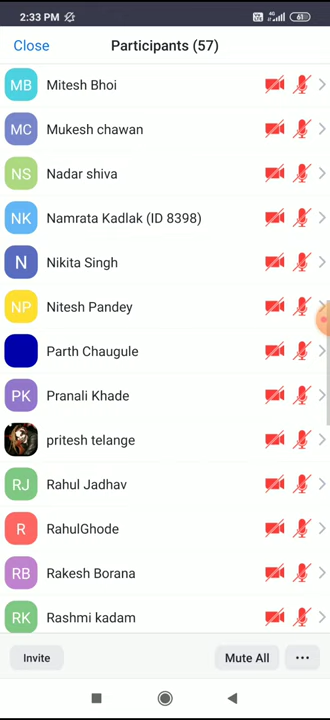 2:33 PM 4G 61
Close Participants (57)
MB Mitesh Bhoi
MC Mukesh chawan
NS Nadar shiva
NK Namrata Kadlak (ID 8398)
N Nikita Singh
NP Nitesh Pandey
Parth Chaugule
PK Pranali Khade
pritesh telange
RJ Rahul Jadhav
R RahulGhode
RB Rakesh Borana
RK Rashmi kadam
Invite Mute All ...